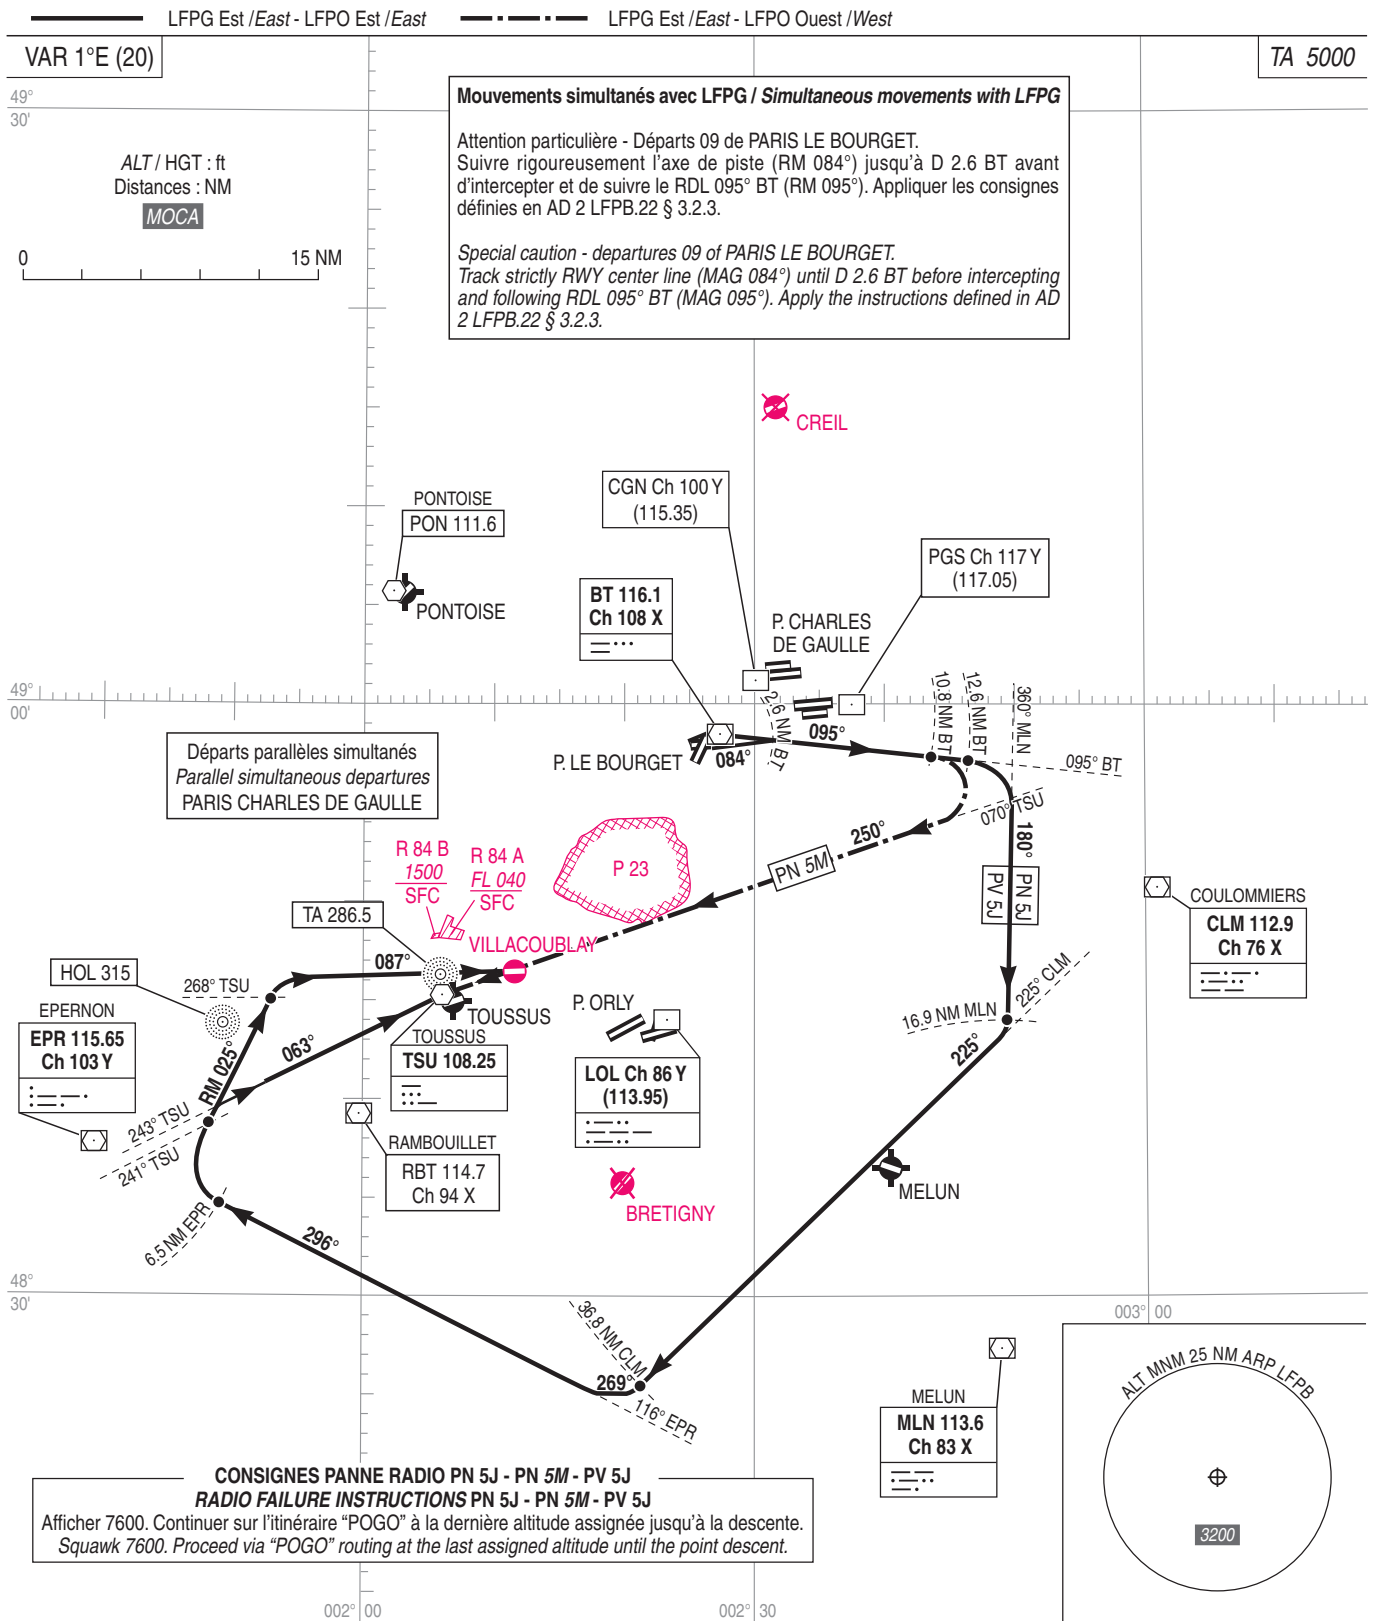 LFPG Est / East - LFPO Est / East
LFPG Est / East - LFPO Ouest / West
VAR 1°E (20)
TA 5000
49°
30'
Mouvements simultanés avec LFPG / Simultaneous movements with LFPG
Attention particulière - Départs 09 de PARIS LE BOURGET.
Suivre rigoureusement l'axe de piste (RM 084°) jusqu'à D 2.6 BT avant
d'intercepter et de suivre le RDL 095° BT (RM 095°). Appliquer les consignes
définies en AD 2 LFPB.22 § 3.2.3.
Special caution - departures 09 of PARIS LE BOURGET.
Track strictly RWY center line (MAG 084°) until D 2.6 BT before intercepting
and following RDL 095° BT (MAG 095°). Apply the instructions defined in AD
2 LFPB.22 § 3.2.3.
ALT / HGT : ft
Distances : NM
MOCA
0
15 NM
CREIL
CGN Ch 100 Y
(115.35)
PONTOISE
PON 111.6
PONTOISE
PGS Ch 117 Y
(117.05)
BT 116.1
Ch 108 X
P. CHARLES
DE GAULLE
49°
00'
2.6 NM BT
10.8 NM BT
12.6 NM BT
360° MLN
095°
084°
P. LE BOURGET
095° BT
070° TSU
Départs parallèles simultanés
Parallel simultaneous departures
PARIS CHARLES DE GAULLE
250°
180°
PN 5M
PN 5J
PV 5J
P 23
R 84 B
1500
SFC
R 84 A
FL 040
SFC
TA 286.5
VILLACOUBLAY
COULOMMIERS
CLM 112.9
Ch 76 X
HOL 315
087°
268° TSU
EPERNON
EPR 115.65
Ch 103 Y
TOUSSUS
TOUSSUS
TSU 108.25
P. ORLY
LOL Ch 86 Y
(113.95)
16.9 NM MLN
225° CLM
225°
063°
RM 025°
243° TSU
241° TSU
RAMBOUILLET
RBT 114.7
Ch 94 X
BRETIGNY
MELUN
6.5 NM EPR
296°
48°
30'
003° 00
36.8 NM CLM
269°
116° EPR
MELUN
MLN 113.6
Ch 83 X
ALT MNM 25 NM ARP LFPB
3200
CONSIGNES PANNE RADIO PN 5J - PN 5M - PV 5J
RADIO FAILURE INSTRUCTIONS PN 5J - PN 5M - PV 5J
Afficher 7600. Continuer sur l'itinéraire “POGO” à la dernière altitude assignée jusqu'à la descente.
Squawk 7600. Proceed via “POGO” routing at the last assigned altitude until the point descent.
002° 00
002° 30